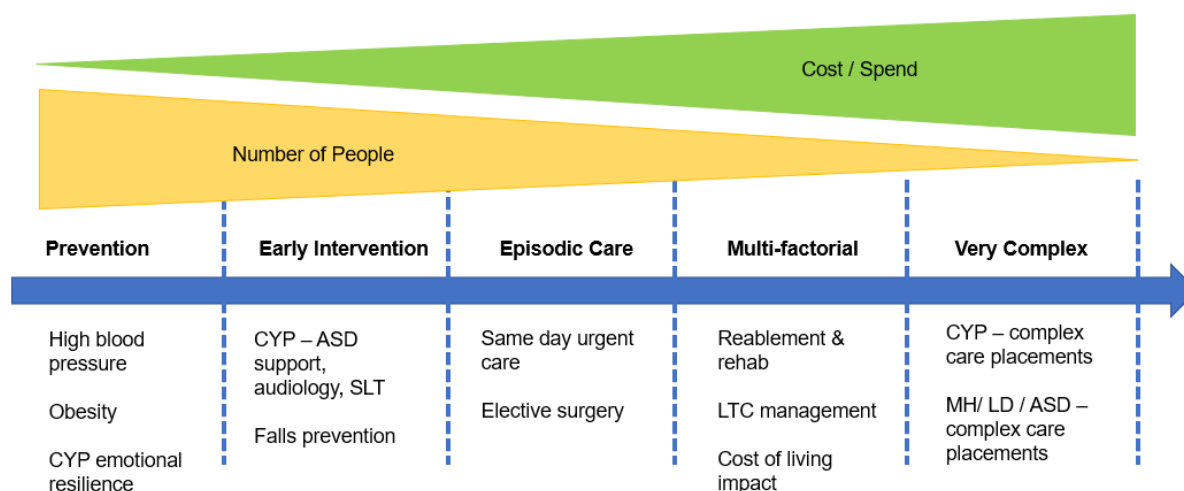 Cost / Spend
Number of People
Prevention
Early Intervention
Episodic Care
Multi-factorial
Very Complex
High blood
pressure
Obesity
CYP emotional
resilience
CYP – ASD
support,
audiology, SLT
Falls prevention
Same day urgent
care
Elective surgery
Reablement &
rehab
LTC management
Cost of living
impact
CYP – complex
care placements
MH/ LD / ASD –
complex care
placements